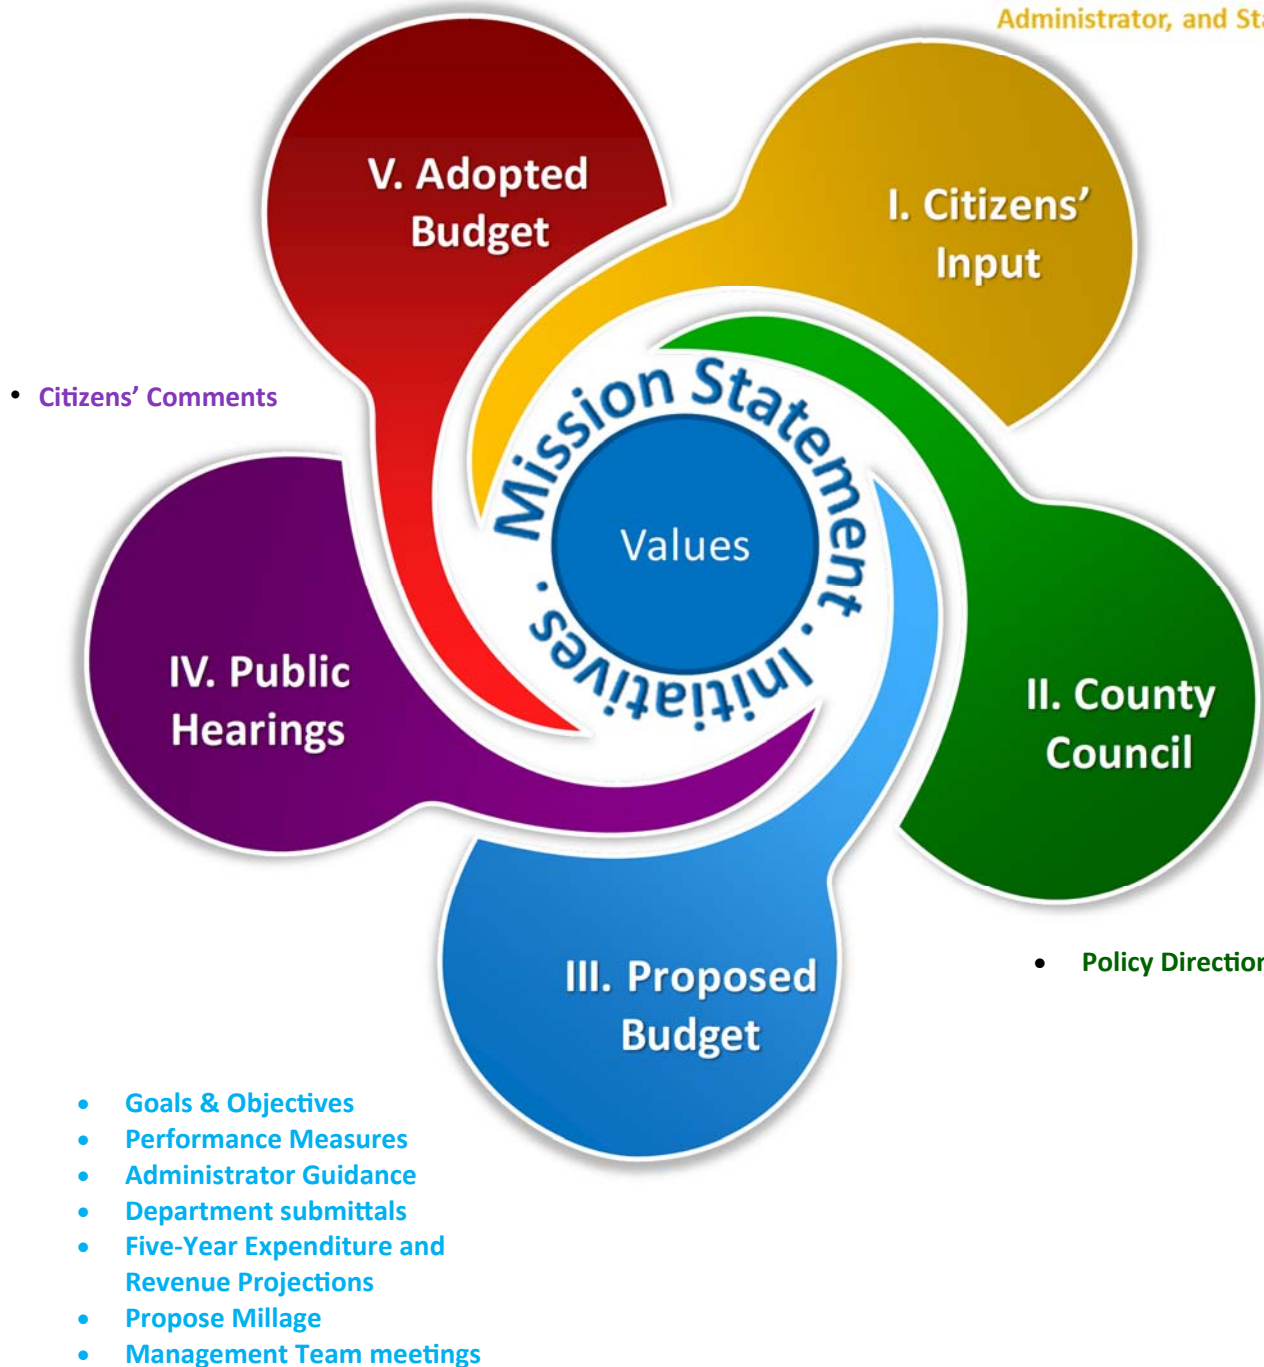 Administrator, and
V. Adopted
Budget
I. Citizens’
Input
• Citizens’ Comments
Mission Statement · Initiatives ·
Values
IV. Public
Hearings
II. County
Council
III. Proposed
Budget
• Policy Direction
• Goals & Objectives
• Performance Measures
• Administrator Guidance
• Department submittals
• Five-Year Expenditure and
Revenue Projections
• Propose Millage
• Management Team meetings